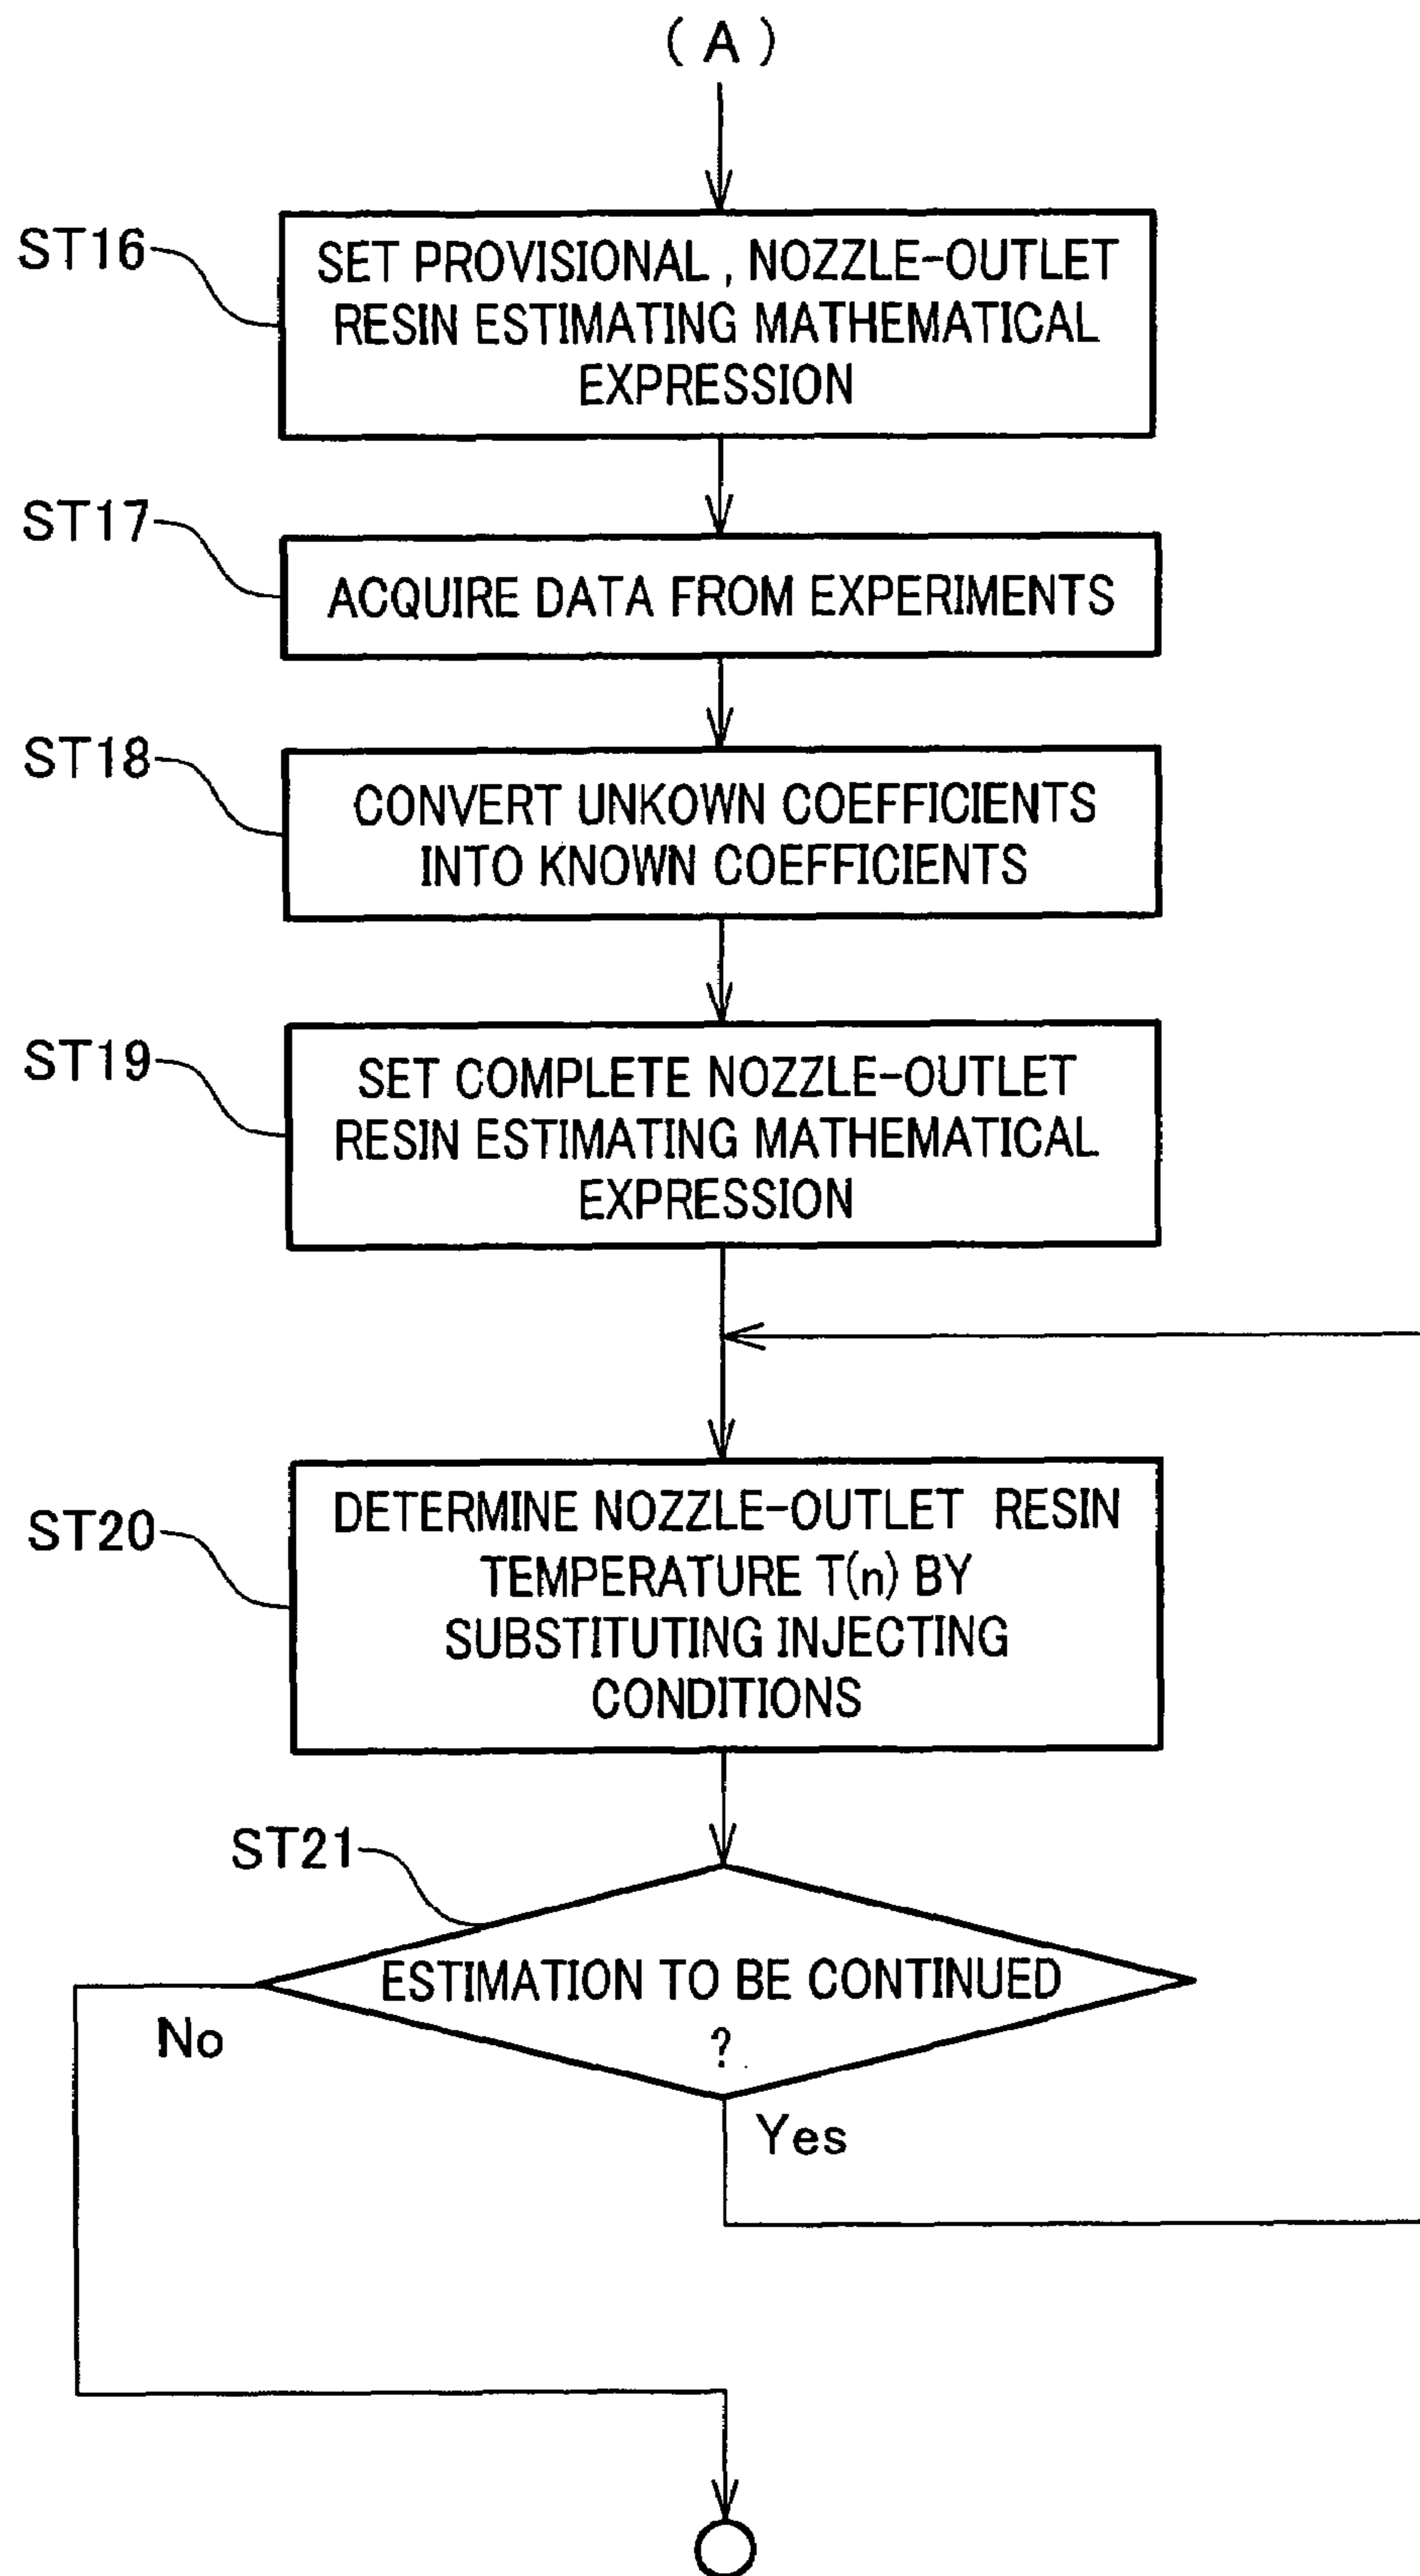 ( A )
ST16
SET PROVISIONAL , NOZZLE-OUTLET
RESIN ESTIMATING MATHEMATICAL
EXPRESSION
ST17
ACQUIRE DATA FROM EXPERIMENTS
ST18
CONVERT UNKOWN COEFFICIENTS
INTO KNOWN COEFFICIENTS
ST19
SET COMPLETE NOZZLE-OUTLET
RESIN ESTIMATING MATHEMATICAL
EXPRESSION
ST20
DETERMINE NOZZLE-OUTLET RESIN
TEMPERATURE T(n) BY
SUBSTITUTING INJECTING
CONDITIONS
ST21
ESTIMATION TO BE CONTINUED
?
No
Yes